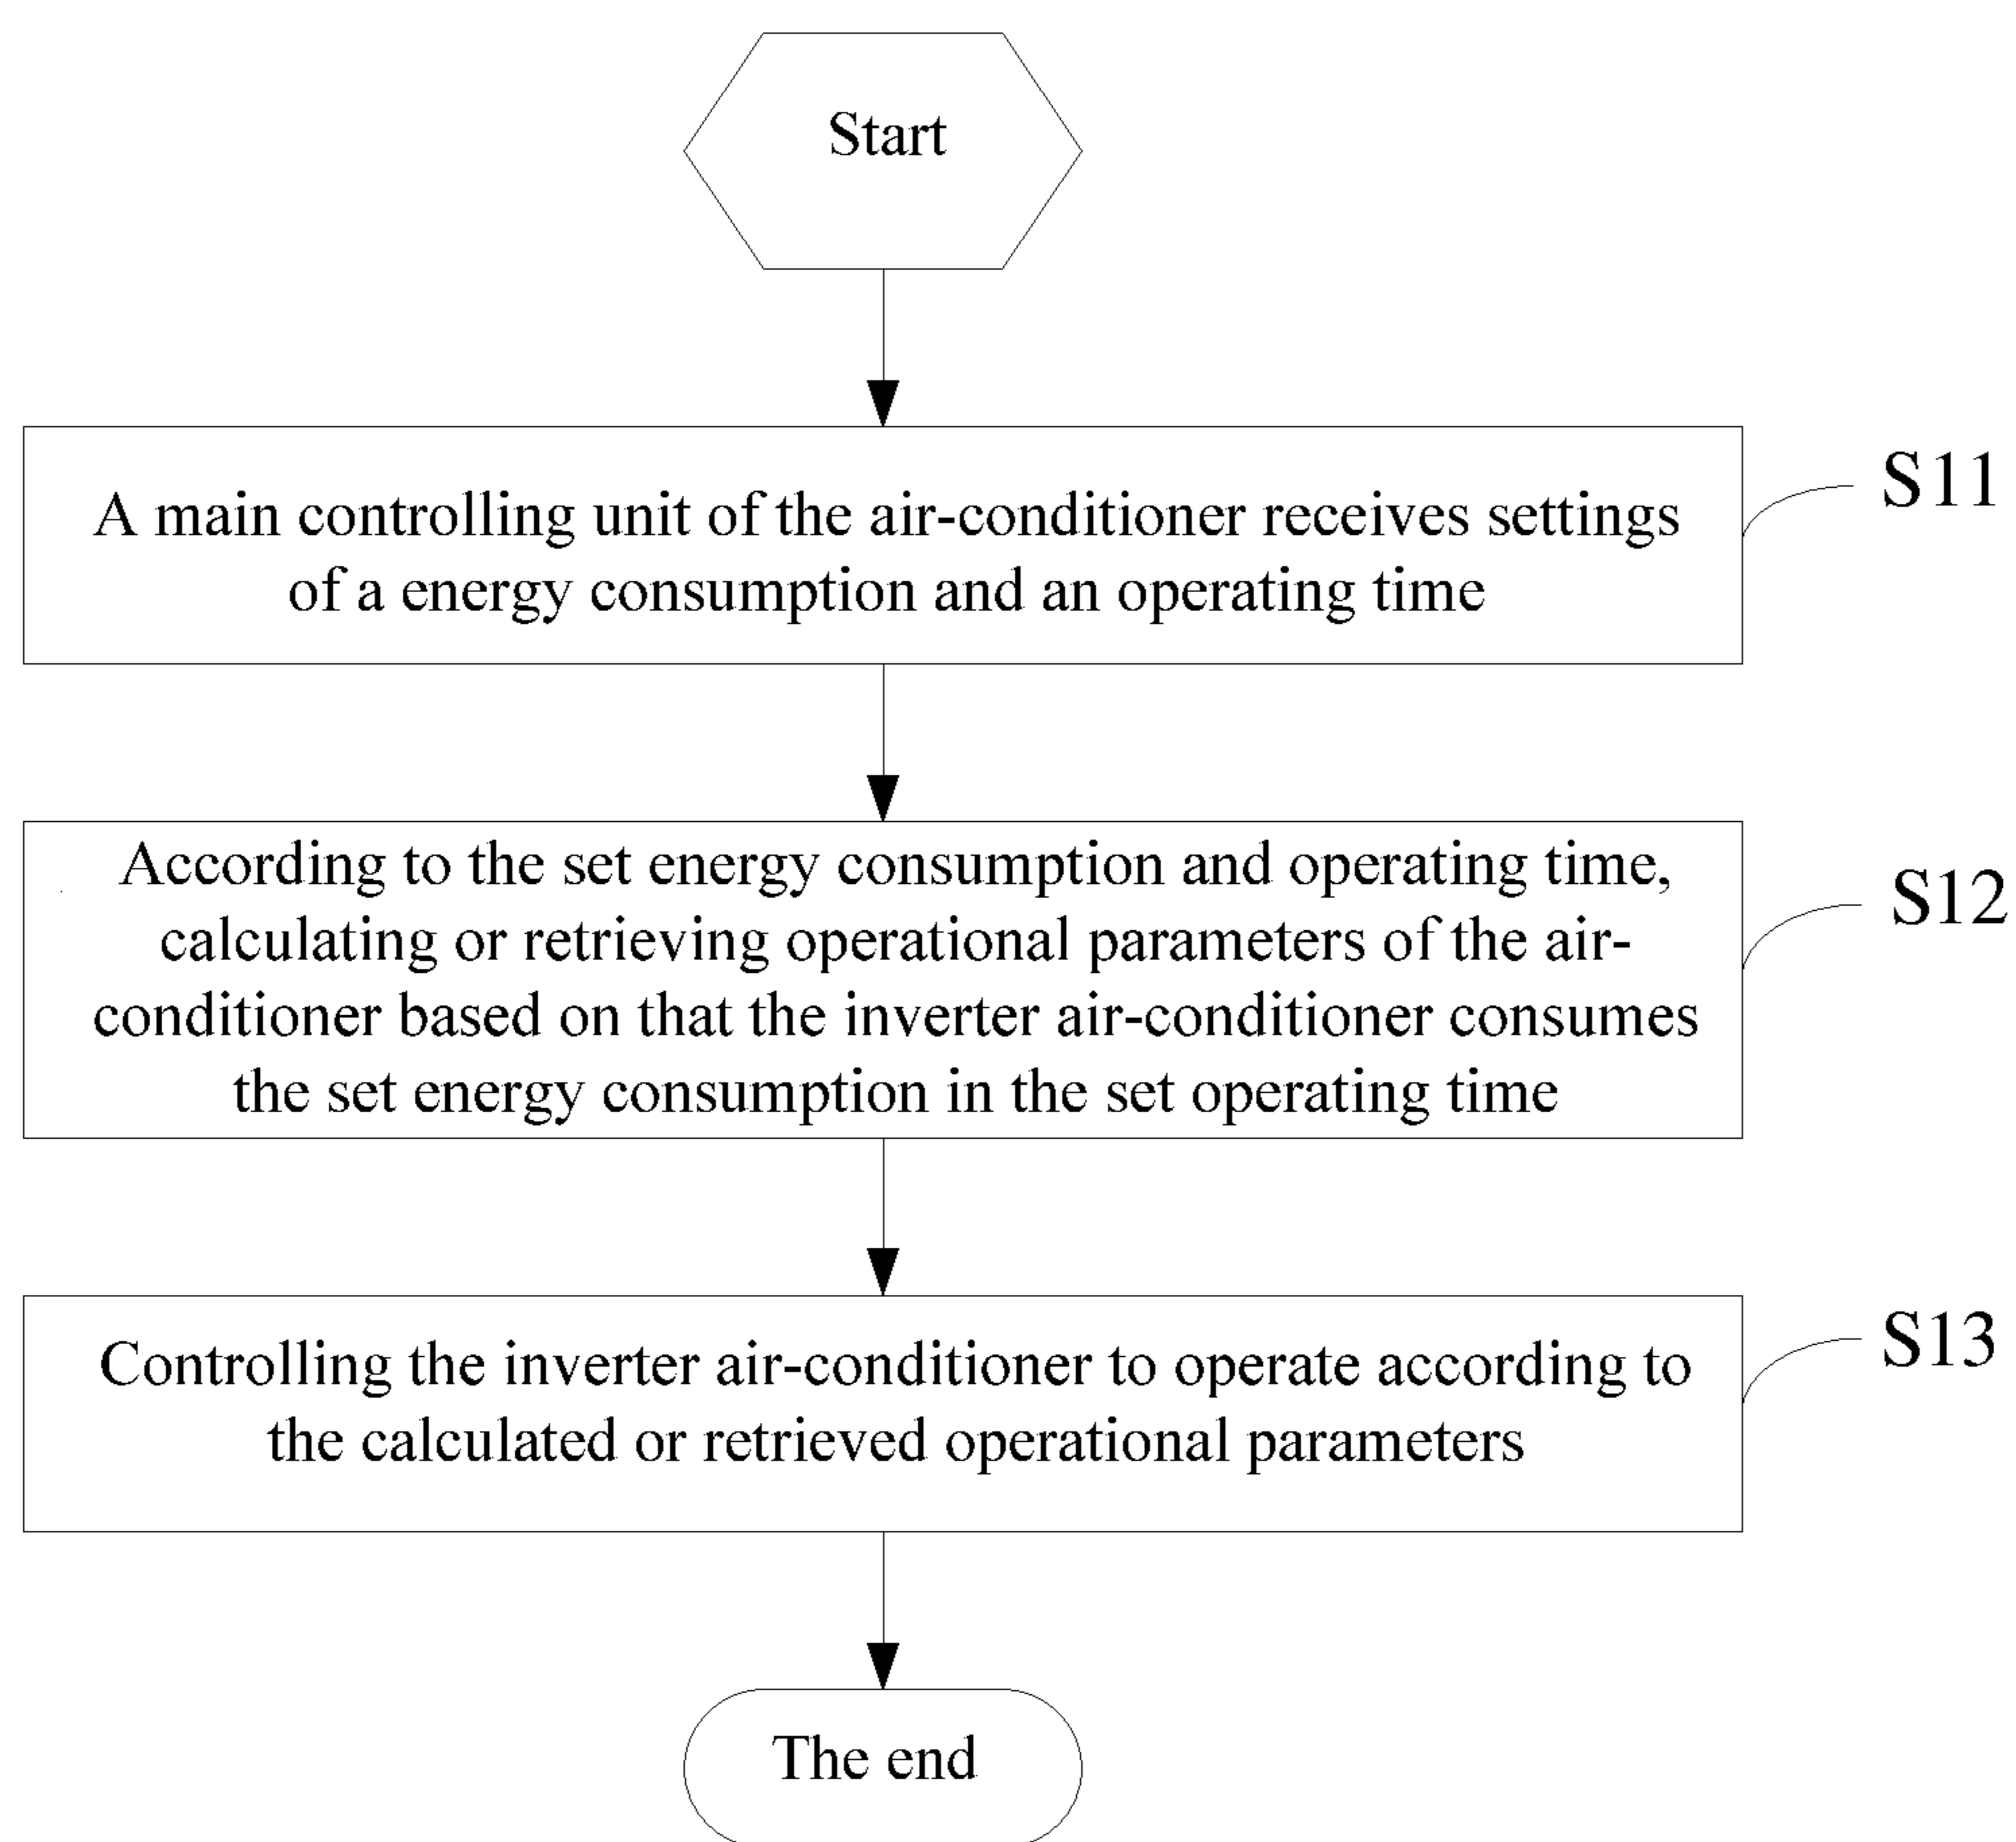 Start
A main controlling unit of the air-conditioner receives settings
of a energy consumption and an operating time
S11
According to the set energy consumption and operating time,
calculating or retrieving operational parameters of the air-
conditioner based on that the inverter air-conditioner consumes
the set energy consumption in the set operating time
S12
Controlling the inverter air-conditioner to operate according to
the calculated or retrieved operational parameters
S13
The end